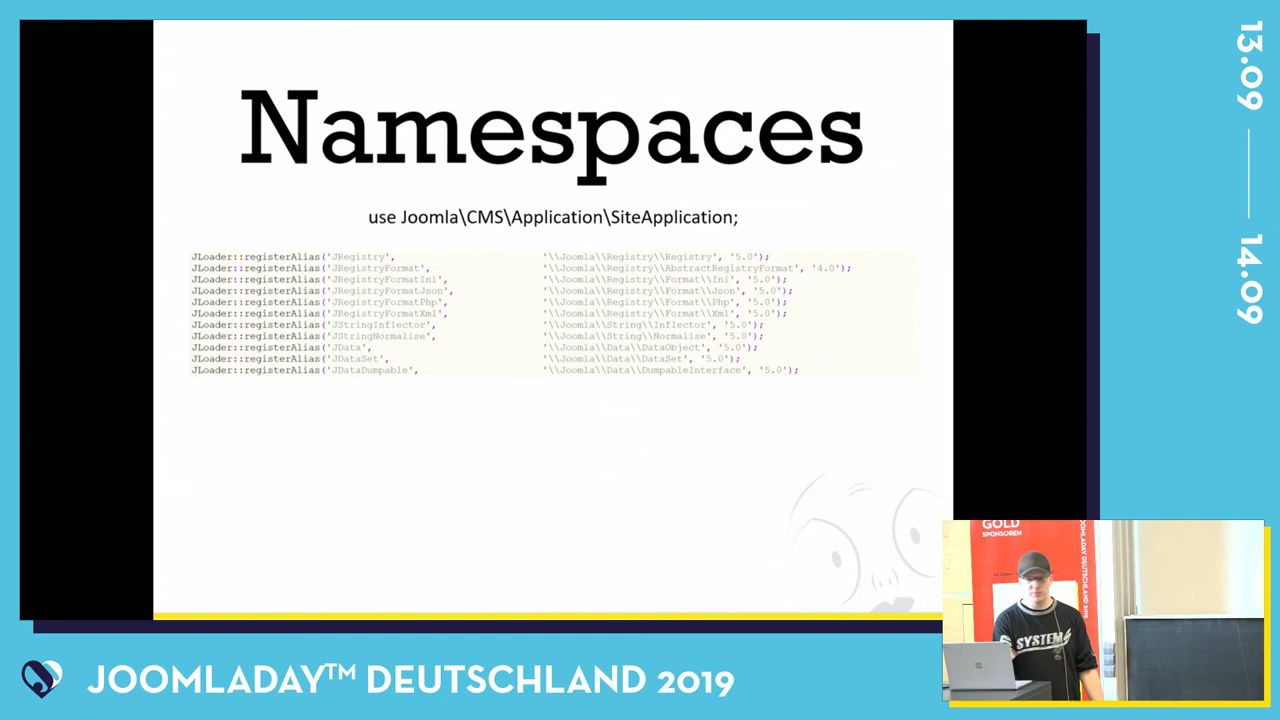 Namespaces
use Joomla\CMS\Application\SiteApplication;
JLoader::registerAlias('JRegistry', '\\Joomla\\Registry\\Registry', '5.0');
JLoader::registerAlias('JRegistryFormat', '\\Joomla\\Registry\\AbstractRegistryFormat', '4.0');
JLoader::registerAlias('JRegistryFormatIni', '\\Joomla\\Registry\\Format\\Ini', '5.0');
JLoader::registerAlias('JRegistryFormatJson', '\\Joomla\\Registry\\Format\\Json', '5.0');
JLoader::registerAlias('JRegistryFormatPhp', '\\Joomla\\Registry\\Format\\Php', '5.0');
JLoader::registerAlias('JRegistryFormatXml', '\\Joomla\\Registry\\Format\\Xml', '5.0');
JLoader::registerAlias('JStringInflector', '\\Joomla\\String\\Inflector', '5.0');
JLoader::registerAlias('JStringNormalise', '\\Joomla\\String\\Normalise', '5.0');
JLoader::registerAlias('JData', '\\Joomla\\Data\\DataObject', '5.0');
JLoader::registerAlias('JDataSet', '\\Joomla\\Data\\DataSet', '5.0');
JLoader::registerAlias('JDataDumpable', '\\Joomla\\Data\\DumpableInterface', '5.0');
13.09 — 14.09
GOLD
SPONSOREN
JOOMLADAY DEUTSCHLAND 2019
SYSTEM
JOOMLADAY™ DEUTSCHLAND 2019